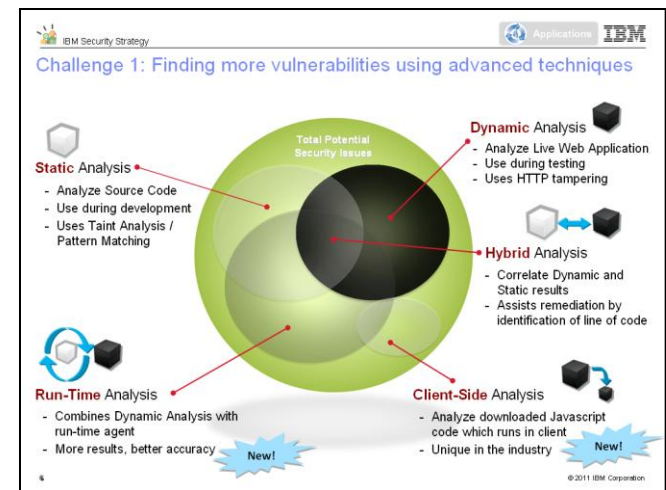 IBM Security Strategy
Applications
IBM
Challenge 1: Finding more vulnerabilities using advanced techniques
Total Potential
Security Issues
Static Analysis
- Analyze Source Code
- Use during development
- Uses Taint Analysis /
Pattern Matching
Dynamic Analysis
- Analyze Live Web Application
- Use during testing
- Uses HTTP tampering
Hybrid Analysis
- Correlate Dynamic and
Static results
- Assists remediation by
identification of line of code
Run-Time Analysis
- Combines Dynamic Analysis with
run-time agent
- More results, better accuracy
New!
Client-Side Analysis
- Analyze downloaded Javascript
code which runs in client
- Unique in the industry
New!
6
© 2011 IBM Corporation